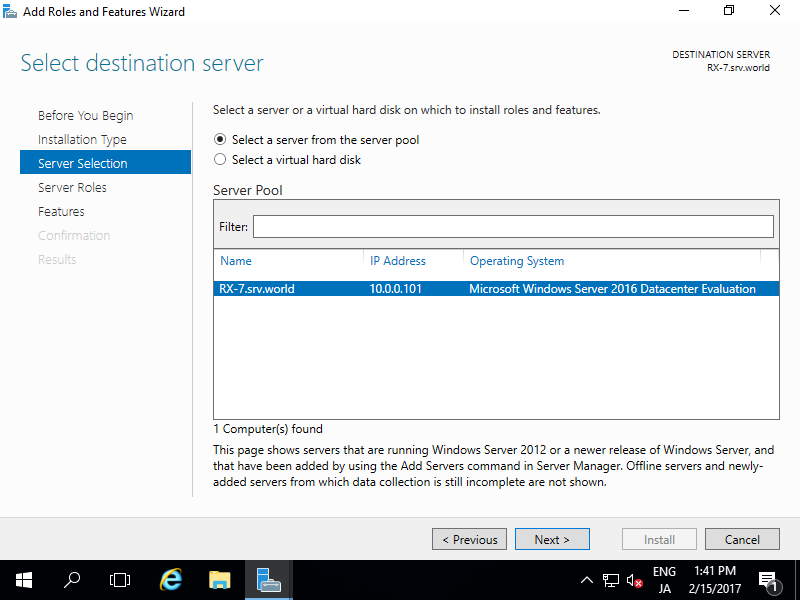 Add Roles and Features Wizard
Select destination server
DESTINATION SERVER
RX-7.srv.world
Before You Begin
Installation Type
Server Selection
Server Roles
Features
Confirmation
Results
Select a server or a virtual hard disk on which to install roles and features.
Select a server from the server pool
Select a virtual hard disk
Server Pool
Filter:
Name IP Address Operating System
RX-7.srv.world 10.0.0.101 Microsoft Windows Server 2016 Datacenter Evaluation
1 Computer(s) found
This page shows servers that are running Windows Server 2012 or a newer release of Windows Server, and
that have been added by using the Add Servers command in Server Manager. Offline servers and newly-
added servers from which data collection is still incomplete are not shown.
< Previous Next > Install Cancel
ENG 1:41 PM
JA 2/15/2017
1